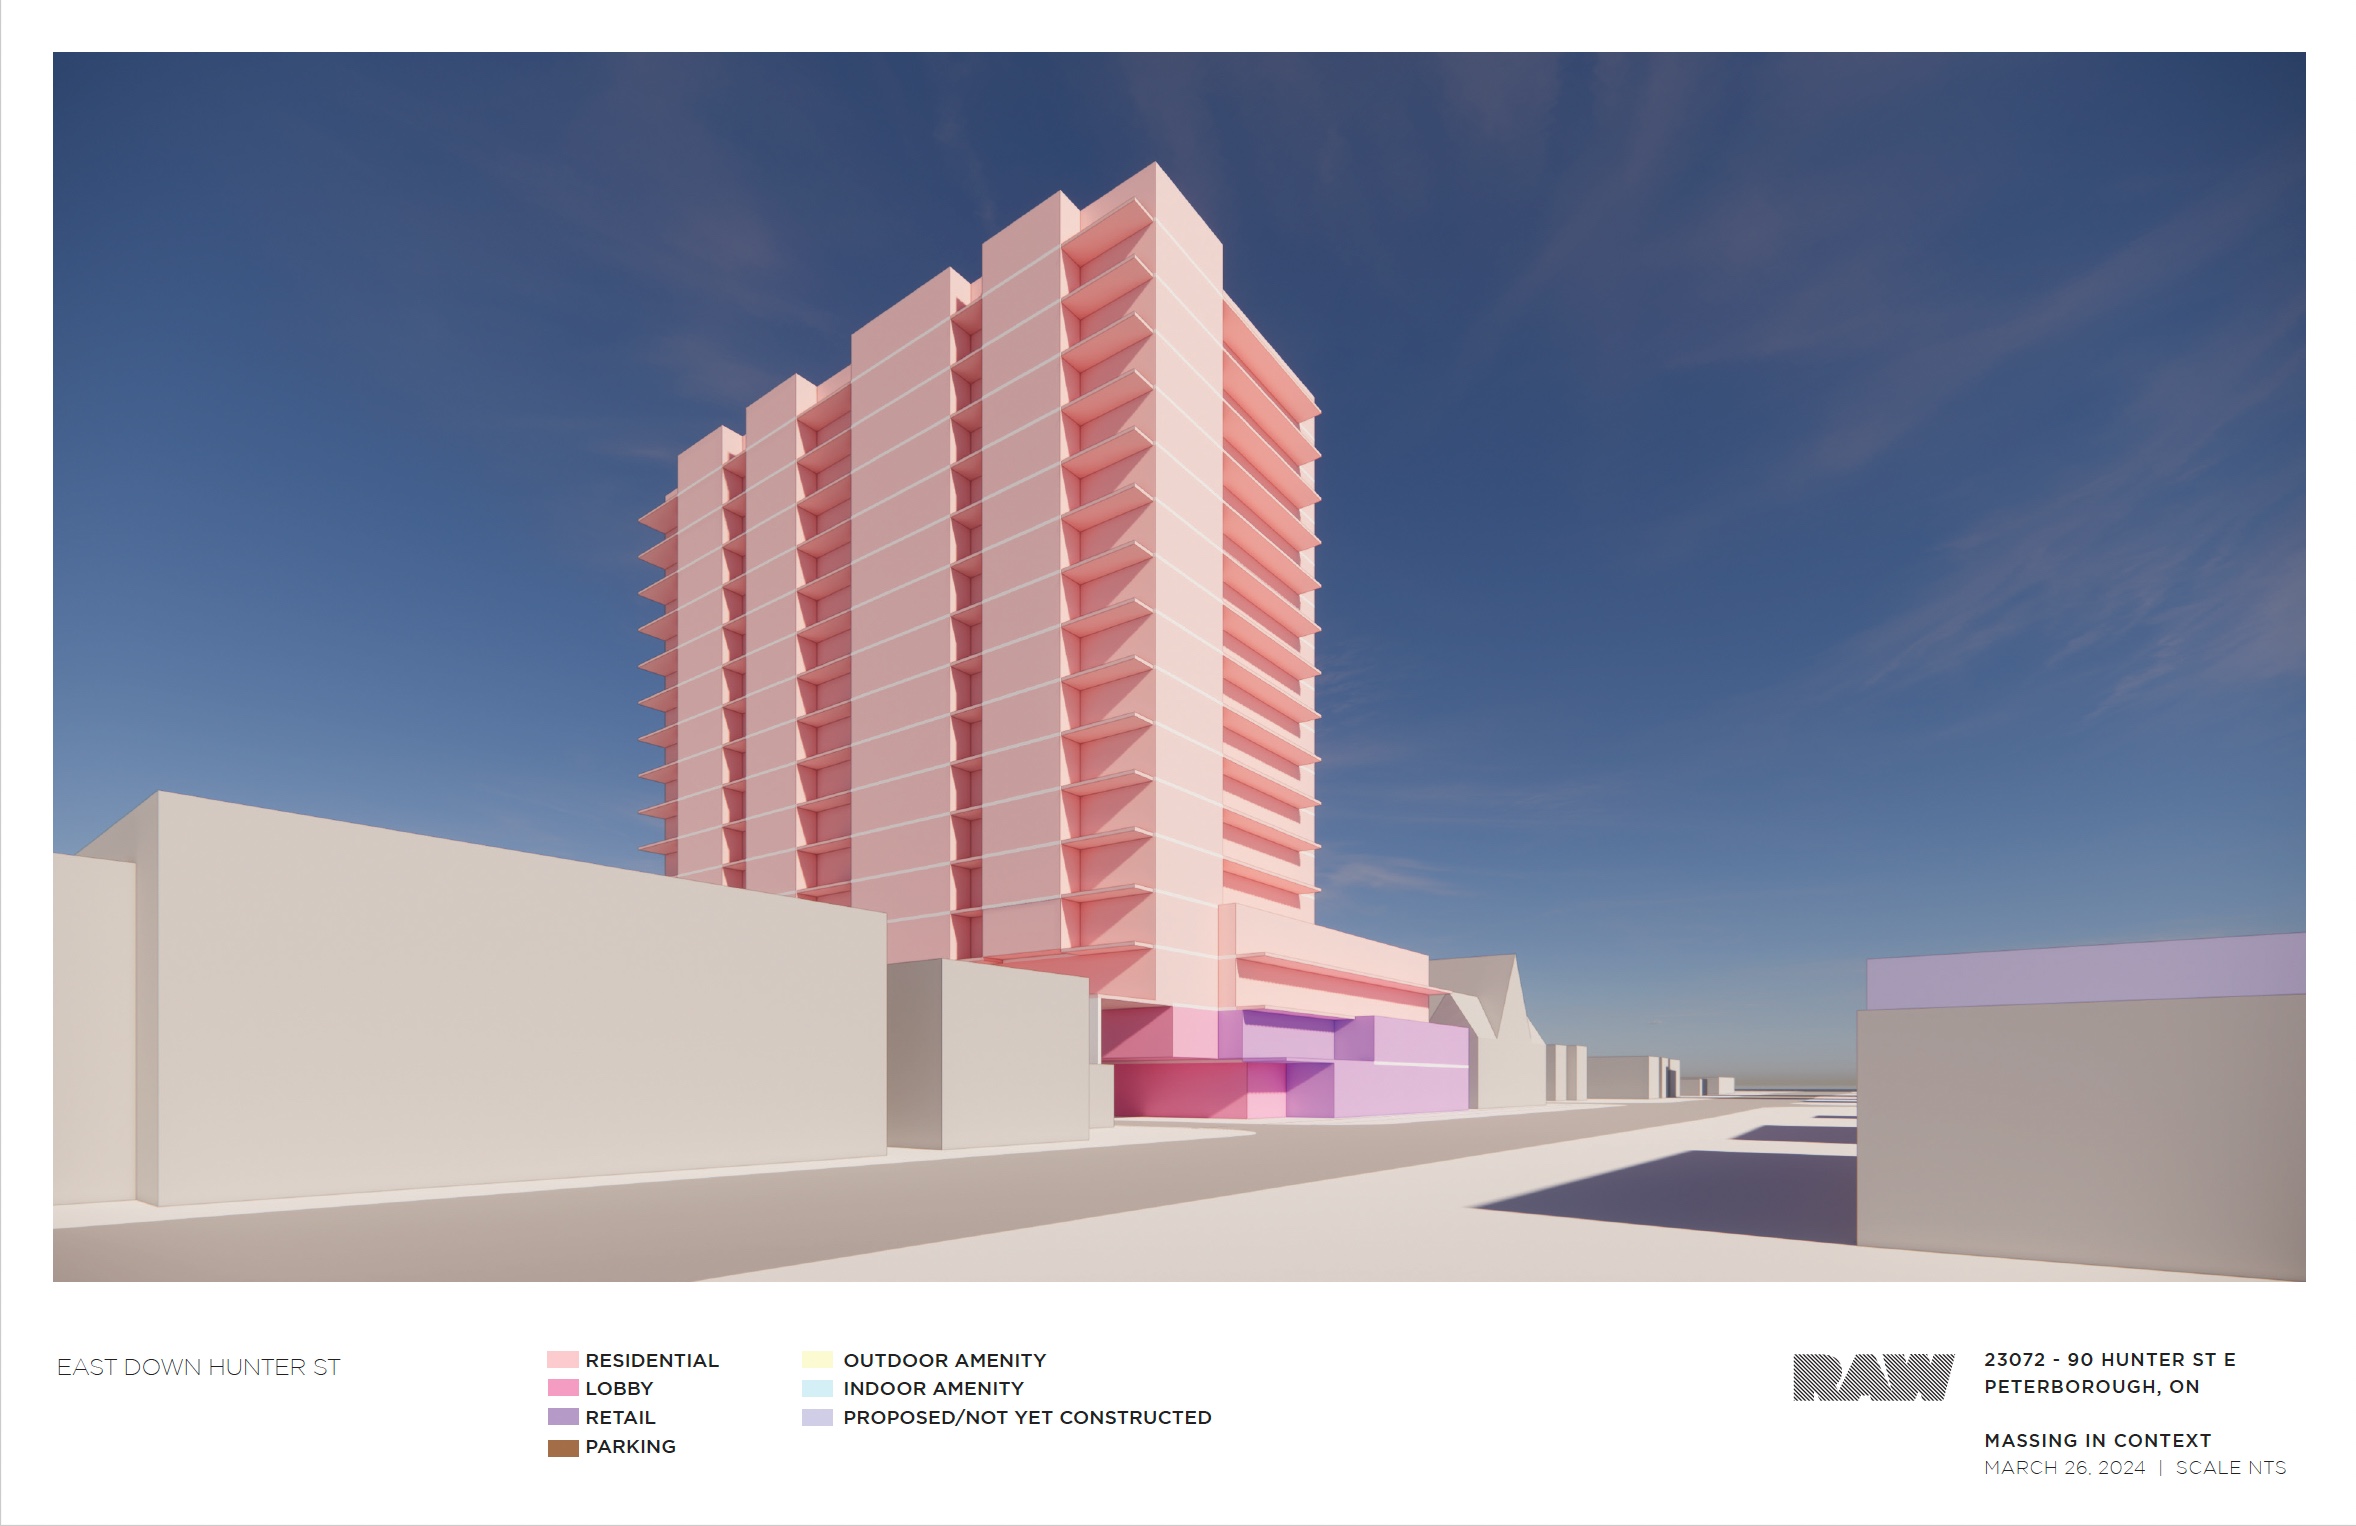 EAST DOWN HUNTER ST
RESIDENTIAL
LOBBY
RETAIL
PARKING
OUTDOOR AMENITY
INDOOR AMENITY
PROPOSED/NOT YET CONSTRUCTED
RAW
23072 - 90 HUNTER ST E
PETERBOROUGH, ON
MASSING IN CONTEXT
MARCH 26, 2024 | SCALE NTS